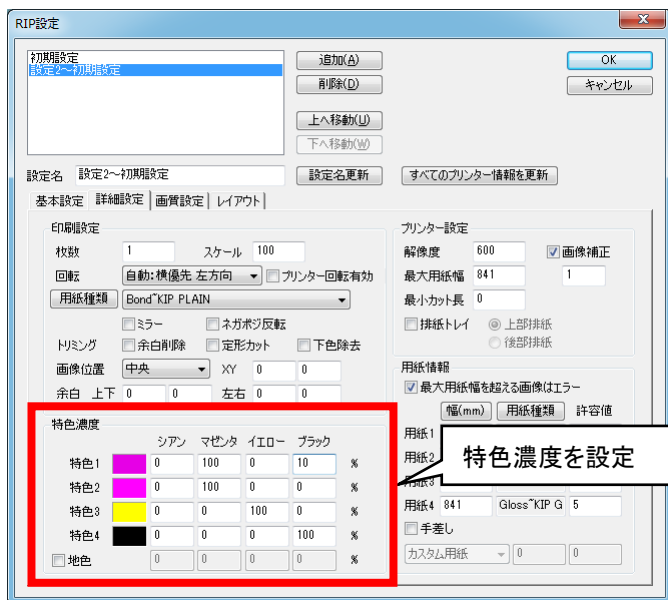 RIP設定
初期設定
設定2～初期設定
追加(A)
削除(D)
上へ移動(U)
下へ移動(W)
OK
キャンセル
設定名 設定2～初期設定 設定名更新 すべてのプリンター情報を更新
基本設定 詳細設定 画質設定 レイアウト
印刷設定
枚数 1 スケール 100
回転 自動:横優先 左方向 プリンター回転有効
用紙種類 Bond~KIP PLAIN
ミラー ネガポジ反転
トリミング 余白削除 定形カット 下色除去
画像位置 中央 XY 0 0
余白 上下 0 0 左右 0 0
特色濃度
シアン マゼンタ イエロー ブラック
特色1 0 100 0 10 %
特色2 0 100 0 0 %
特色3 0 0 100 0 %
特色4 0 0 0 100 %
地色 0 0 0 0 %
プリンター設定
解像度 600 画像補正
最大用紙幅 841 1
最小カット長 0
排紙トレイ 上部排紙
後部排紙
用紙情報
最大用紙幅を超える画像はエラー
幅(mm) 用紙種類 許容値
用紙1
用紙2
用紙3
用紙4 841 Gloss~KIP G 5
手差し
カスタム用紙 0 0
特色濃度を設定